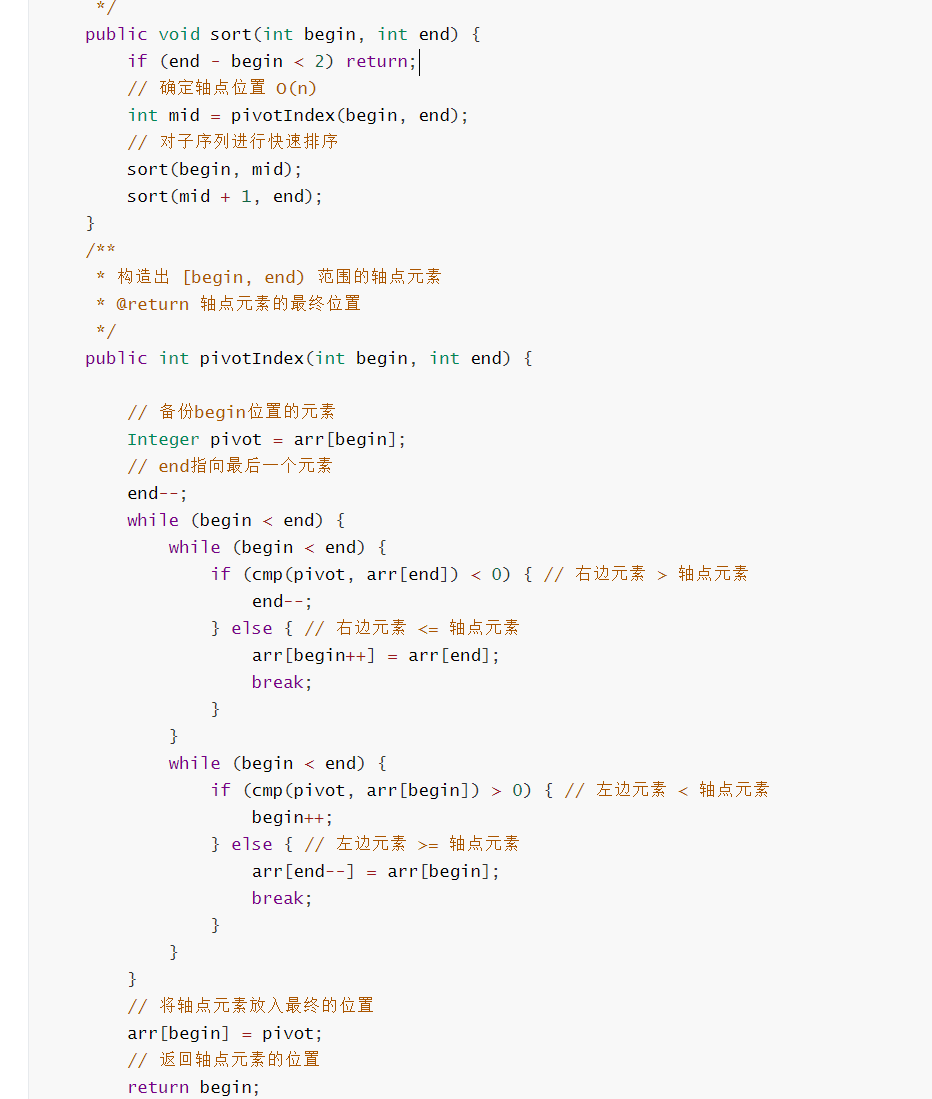 */
public void sort(int begin, int end) {
if (end - begin < 2) return;
// 确定轴点位置 O(n)
int mid = pivotIndex(begin, end);
// 对子序列进行快速排序
sort(begin, mid);
sort(mid + 1, end);
}
/**
* 构造出 [begin, end) 范围的轴点元素
* @return 轴点元素的最终位置
*/
public int pivotIndex(int begin, int end) {
// 备份begin位置的元素
Integer pivot = arr[begin];
// end指向最后一个元素
end--;
while (begin < end) {
while (begin < end) {
if (cmp(pivot, arr[end]) < 0) { // 右边元素 > 轴点元素
end--;
} else { // 右边元素 <= 轴点元素
arr[begin++] = arr[end];
break;
}
}
while (begin < end) {
if (cmp(pivot, arr[begin]) > 0) { // 左边元素 < 轴点元素
begin++;
} else { // 左边元素 >= 轴点元素
arr[end--] = arr[begin];
break;
}
}
}
// 将轴点元素放入最终的位置
arr[begin] = pivot;
// 返回轴点元素的位置
return begin;